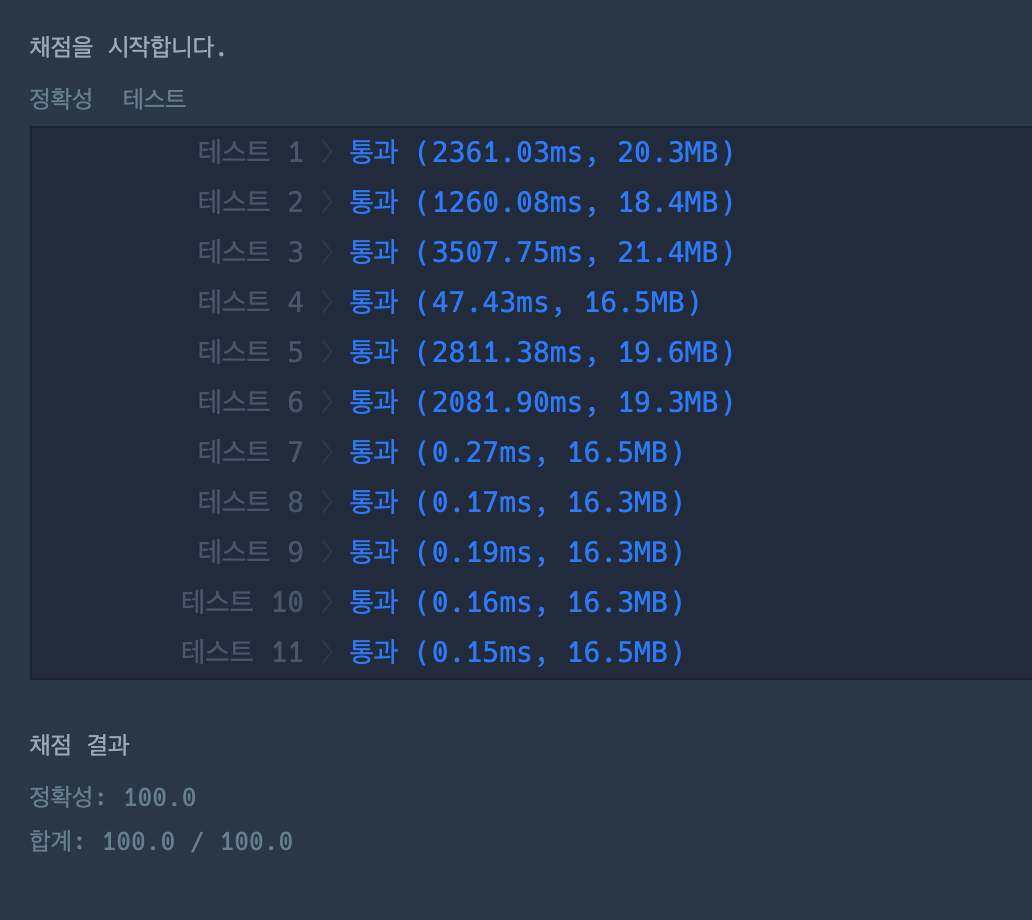 채점을 시작합니다.
정확성 테스트
테스트 1 〉 통과 (2361.03ms, 20.3MB)
테스트 2 〉 통과 (1260.08ms, 18.4MB)
테스트 3 〉 통과 (3507.75ms, 21.4MB)
테스트 4 〉 통과 (47.43ms, 16.5MB)
테스트 5 〉 통과 (2811.38ms, 19.6MB)
테스트 6 〉 통과 (2081.90ms, 19.3MB)
테스트 7 〉 통과 (0.27ms, 16.5MB)
테스트 8 〉 통과 (0.17ms, 16.3MB)
테스트 9 〉 통과 (0.19ms, 16.3MB)
테스트 10 〉 통과 (0.16ms, 16.3MB)
테스트 11 〉 통과 (0.15ms, 16.5MB)
채점 결과
정확성: 100.0
합계: 100.0 / 100.0